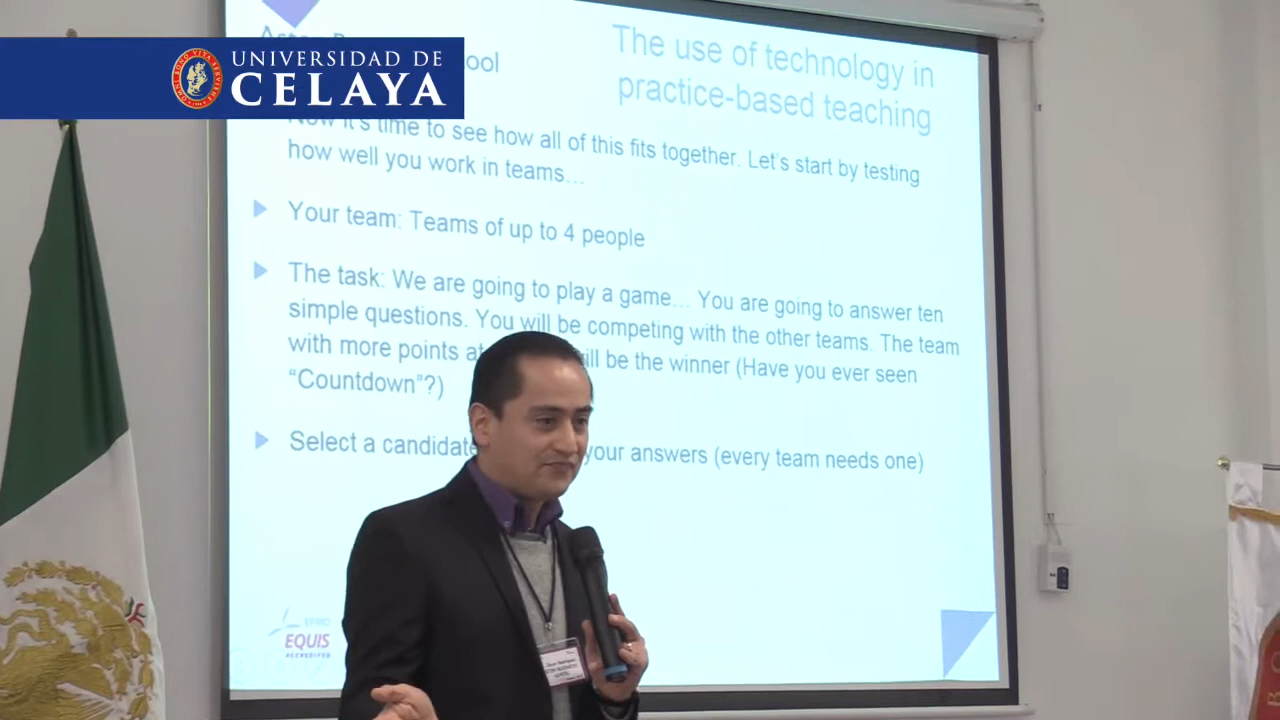 UNIVERSIDAD DE
CELAYA
ool
The use of technology in
practice-based teaching
Now it's time to see how all of this fits together. Let's start by testing
how well you work in teams…
Your team: Teams of up to 4 people
The task: We are going to play a game… You are going to answer ten
simple questions. You will be competing with the other teams. The team
with more points at ill be the winner (Have you ever seen
“Countdown”?)
Select a candidate your answers (every team needs one)
EFMD
EQUIS
ACCREDITED